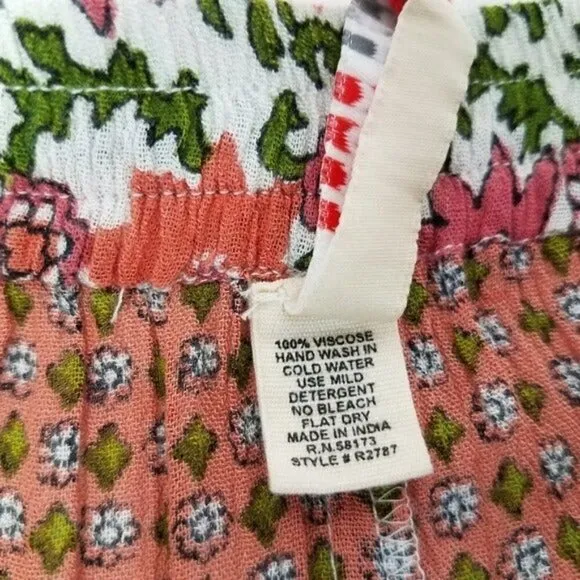 100% VISCOSE
HAND WASH IN
COLD WATER
USE MILD
DETERGENT
NO BLEACH
FLAT DRY
MADE IN INDIA
R.N.58173
STYLE # R2787